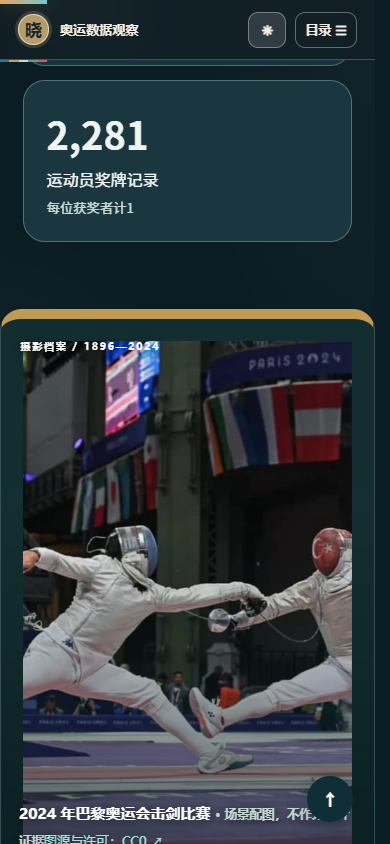 晓 奥运数据观察 目录
2,281
运动员奖牌记录
每位获奖者计1
摄影档案 / 1896—2024
PARIS 2024
2024 年巴黎奥运会击剑比赛 • 场景配图，不作
证据图源与许可：CC0 ↗